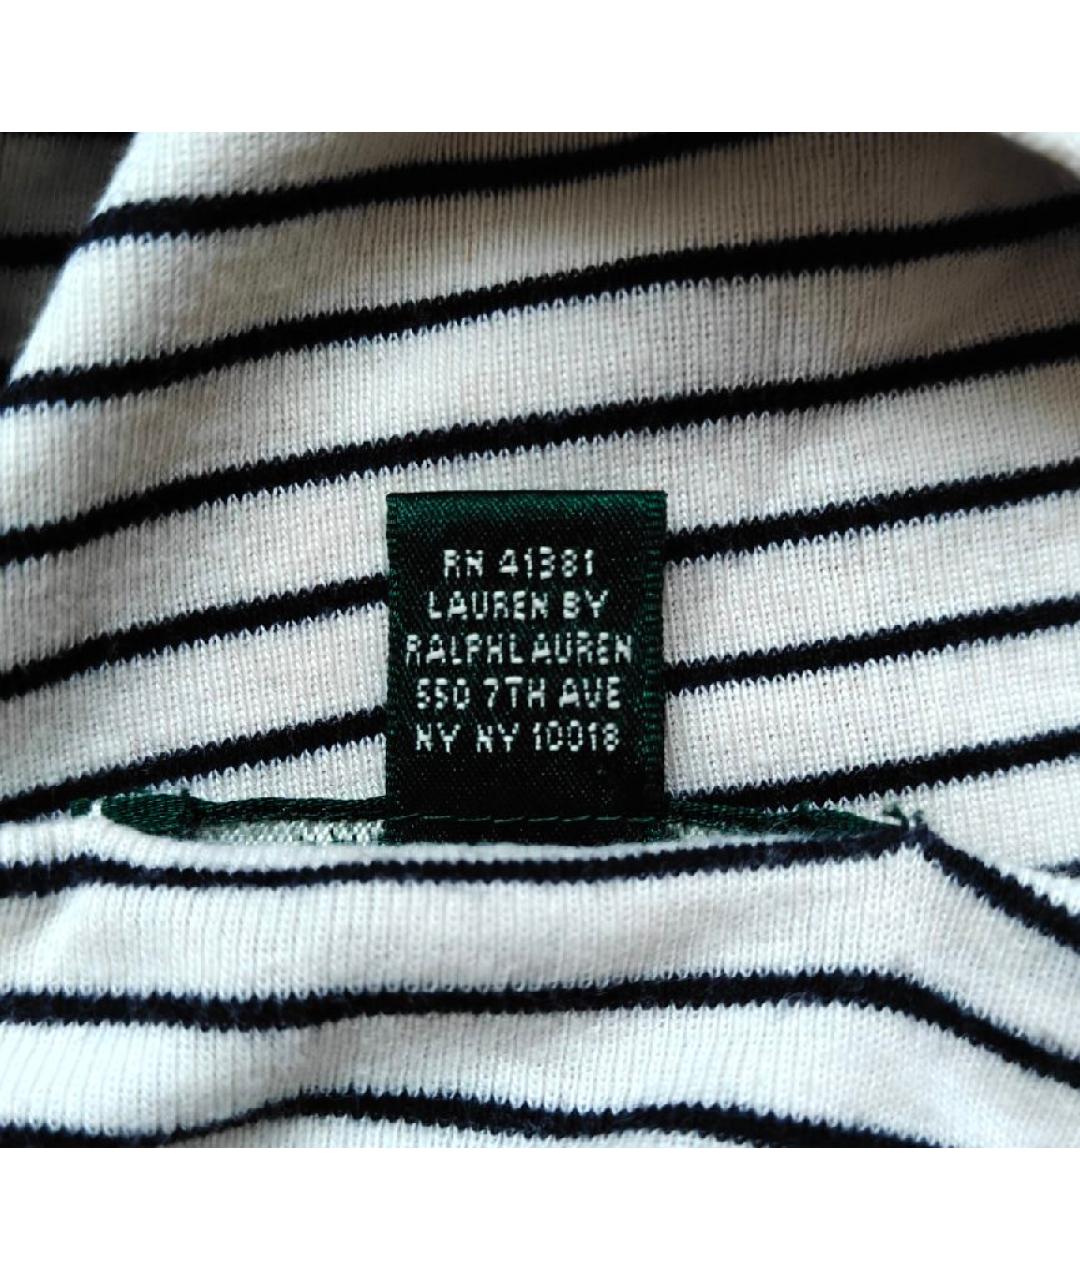 RN 41381
LAUREN BY
RALPHLAUREN
550 7TH AVE
NY NY 10018